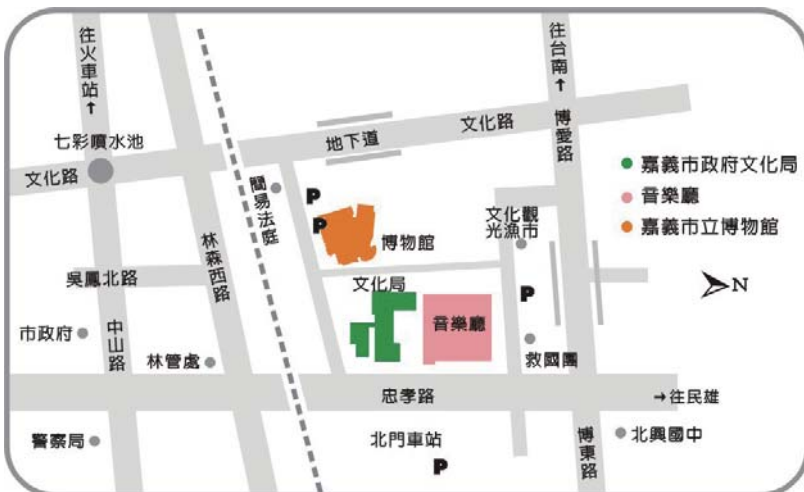 往火車站↑
往台南↑
七彩噴水池
文化路
地下道
文化路
博愛路
嘉義市政府文化局
音樂廳
嘉義市立博物館
簡易法庭
P
P
博物館
文化觀
光漁市
林森西路
吳鳳北路
文化局
N
P
音樂廳
市政府
中山路
林管處
救國團
忠孝路
→往民雄
警察局
北門車站
P
博東路
北興國中